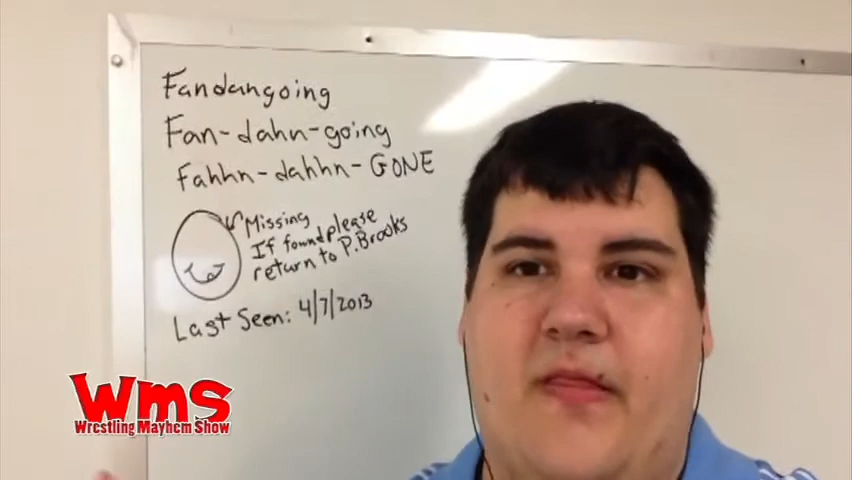 Fandangoing
Fan-dahn-going
Fahhn-dahhn-GONE
Missing
If found please
return to P.Brooks
Last Seen: 4/7/2013
WMS
Wrestling Mayhem Show